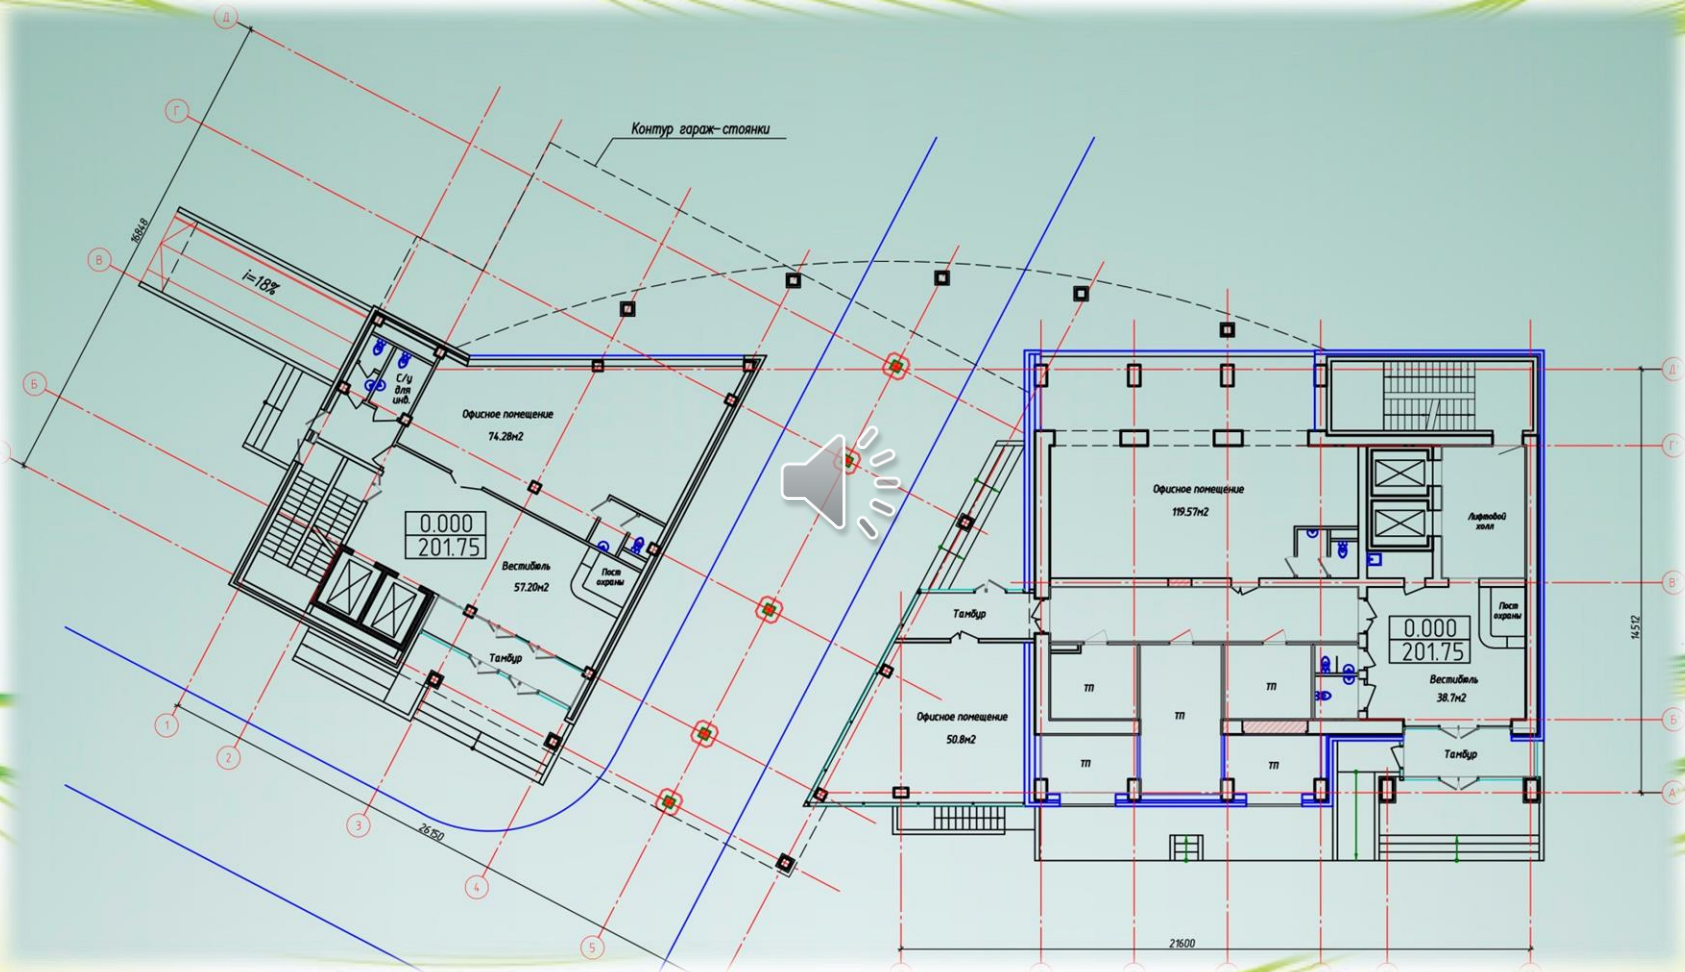 Д
Контур гараж-стоянки
Г
16848
В
i=18%
Б
С/у
для
инв.
Офисное помещение
74.28м2
0.000
201.75
Вестибюль
57.20м2
Пост
охраны
Тамбур
1
2
3
4
5
26150
Офисное помещение
119.57м2
Лифтовой
холл
Тамбур
Пост
охраны
0.000
201.75
Вестибюль
38.7м2
Офисное помещение
50.8м2
ТП
ТП
ТП
ТП
ТП
Тамбур
Д'
Г'
В'
14512
Б'
А'
21600